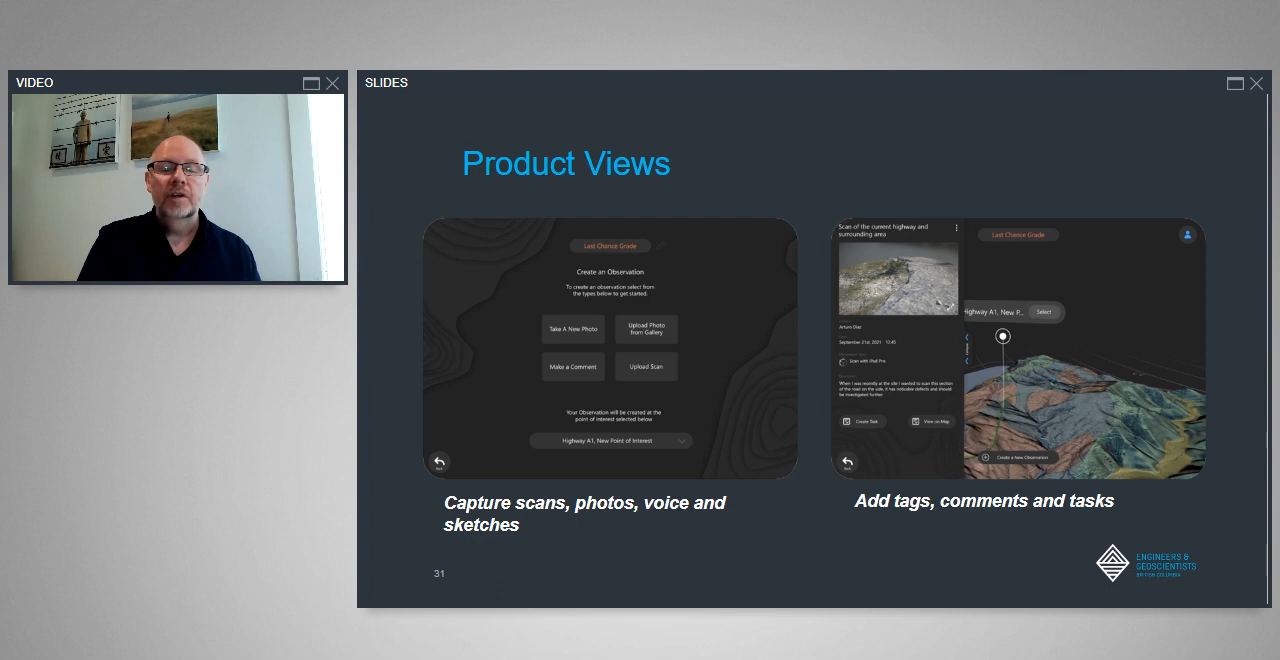 VIDEO
SLIDES
Product Views
Last Chance Grade
Create an Observation
To create an observation select from
the types below to get started.
Take A New Photo
Upload Photo
from Gallery
Make a Comment
Upload Scan
Your Observation will be created at the
point of interest selected below
Highway A1, New Point of Interest
Back
Capture scans, photos, voice and
sketches
Scan of the current highway and
surrounding area
Arturo Diaz
September 21st, 2021 · 12:45
Scan with iPad Pro
When I was recently at the site I wanted to scan this section
of the road on the side, it has noticeable defects and should
be investigated further.
Create Task
View on Map
Back
Last Chance Grade
Highway A1, New P...
Select
Create a New Observation
Add tags, comments and tasks
31
ENGINEERS &
GEOSCIENTISTS
BRITISH COLUMBIA